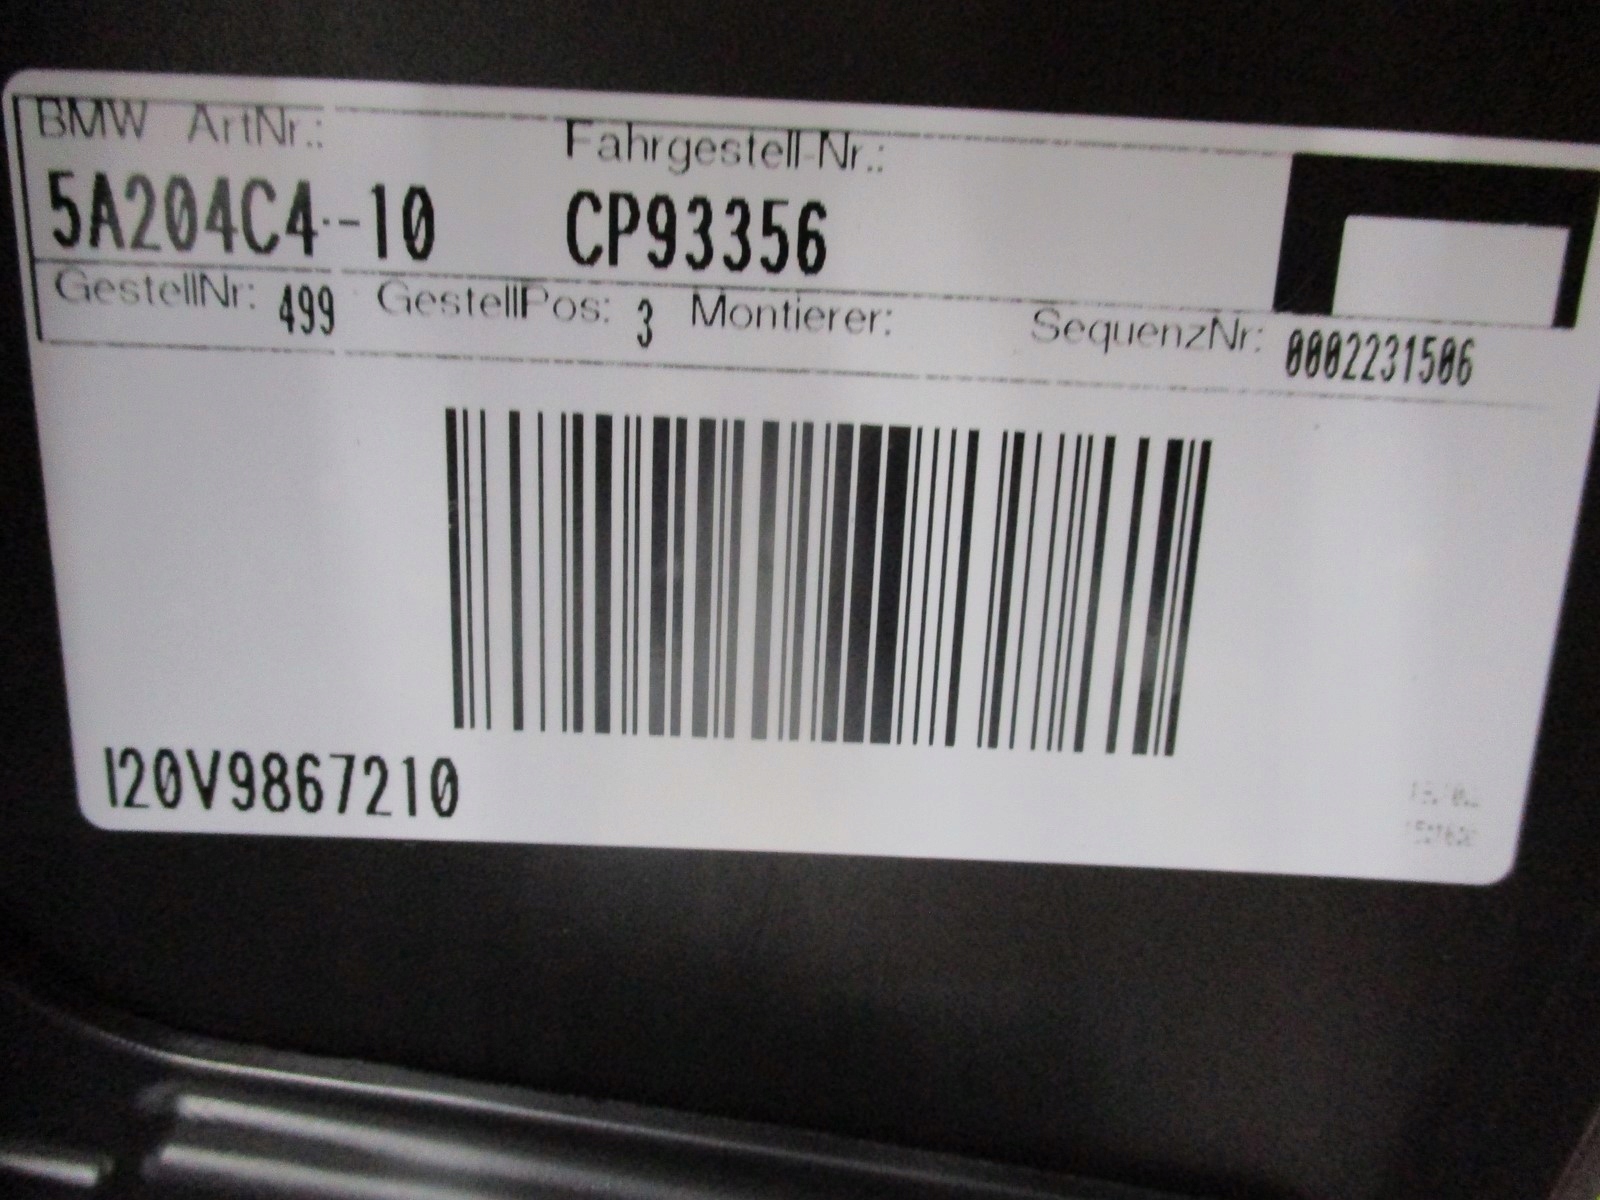 BMW ArtNr.: Fahrgestell-Nr.:
5A204C4--10 CP93356
GestellNr: 499 GestellPos: 3 Montierer: SequenzNr: 0002231506
I20V9867210